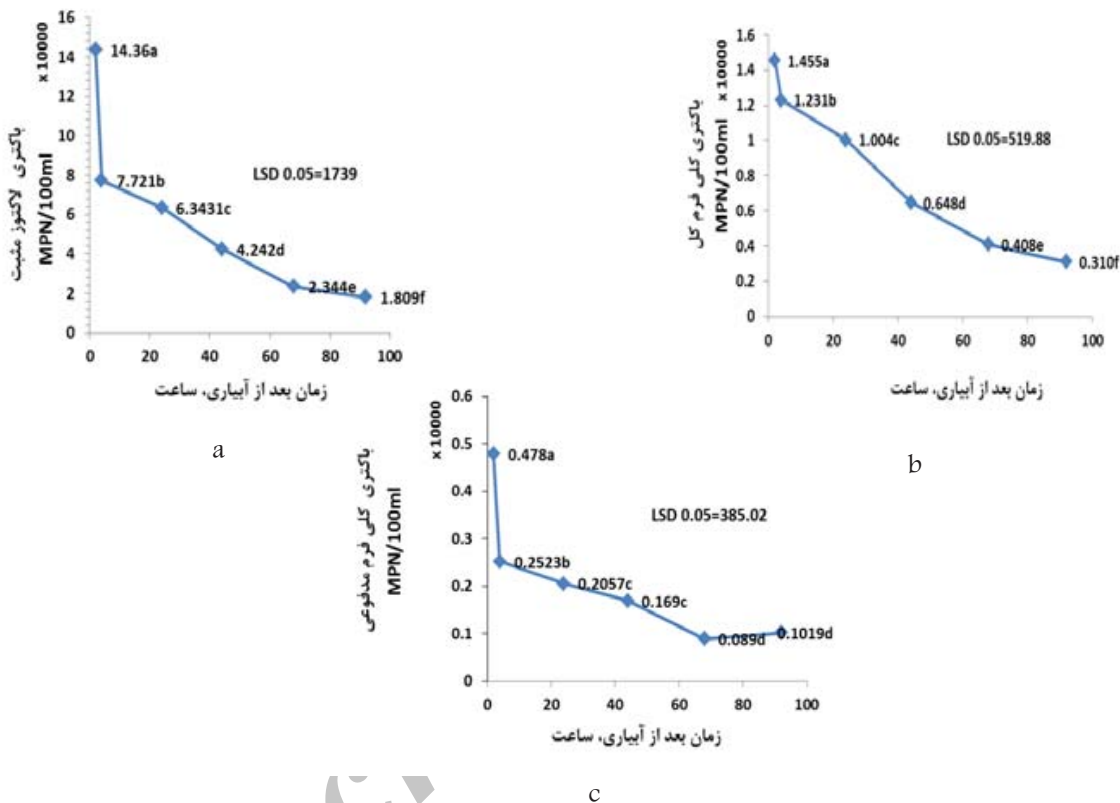 باکتری لاکتوز مثبت
MPN/100ml
x 10000
16
14
12
10
8
6
4
2
0
14.36a
7.721b
6.3431c
4.242d
2.344e
1.809f
LSD 0.05=1739
0 20 40 60 80 100
زمان بعد از آبیاری، ساعت
a
باکتری کلی فرم کل
MPN/100ml x 10000
1.6
1.4
1.2
1
0.8
0.6
0.4
0.2
0
1.455a
1.231b
1.004c
0.648d
0.408e
0.310f
LSD 0.05=519.88
0 20 40 60 80 100
زمان بعد از آبیاری، ساعت
b
باکتری کلی فرم مدفوعی
MPN/100ml
x 10000
0.6
0.5
0.4
0.3
0.2
0.1
0
0.478a
0.2523b
0.2057c
0.169c
0.089d
0.1019d
LSD 0.05=385.02
0 20 40 60 80 100
زمان بعد از آبیاری، ساعت
c